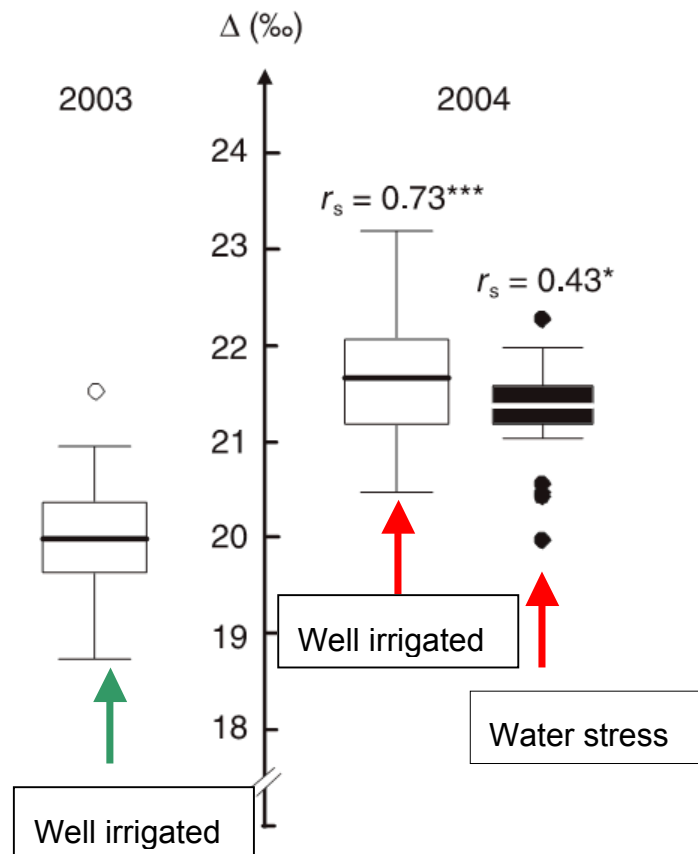 Δ (‰)
2003
2004
24
r_s = 0.73***
23
r_s = 0.43*
22
21
20
19
Well irrigated
18
Water stress
Well irrigated